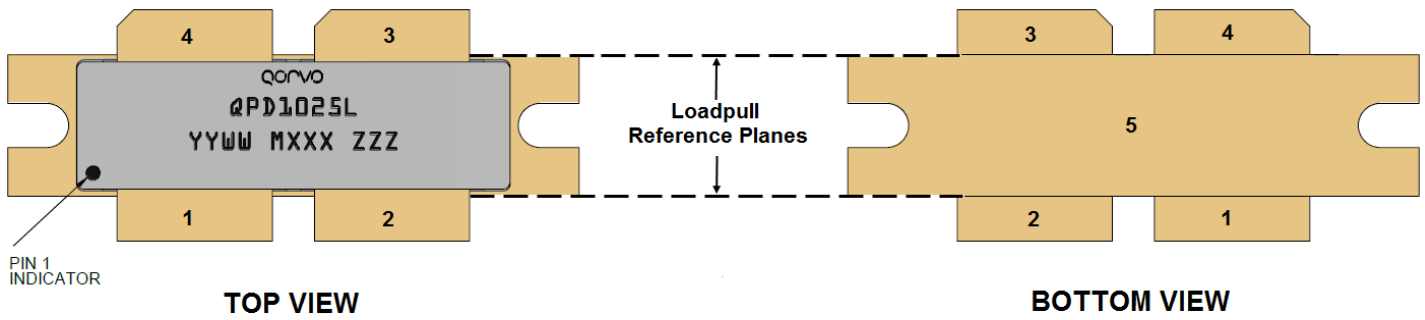 4 3
QORVO
QPD1025L
YYWW MXXX ZZZ
1 2
PIN 1
INDICATOR
TOP VIEW
Loadpull
Reference Planes
3 4
5
2 1
BOTTOM VIEW